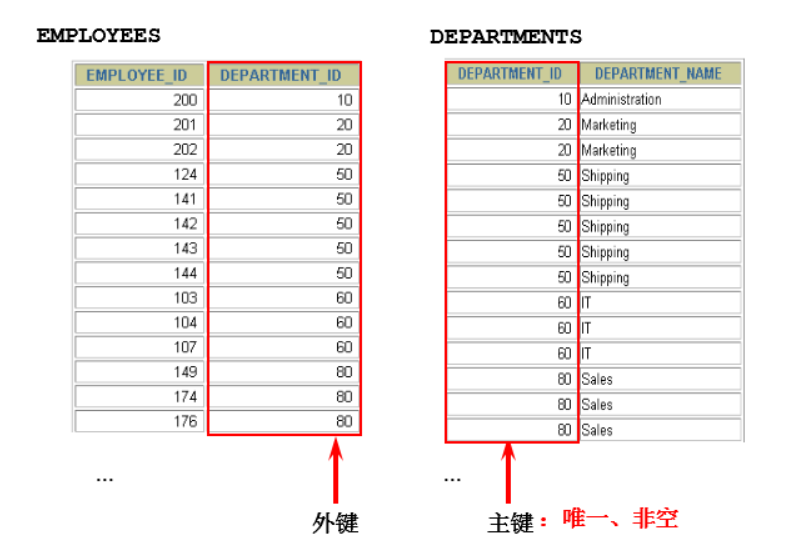 EMPLOYEES
EMPLOYEE_ID DEPARTMENT_ID
200 10
201 20
202 20
124 50
141 50
142 50
143 50
144 50
103 60
104 60
107 60
149 80
174 80
176 80
...
外键
DEPARTMENTS
DEPARTMENT_ID DEPARTMENT_NAME
10 Administration
20 Marketing
20 Marketing
50 Shipping
50 Shipping
50 Shipping
50 Shipping
50 Shipping
60 IT
60 IT
60 IT
80 Sales
80 Sales
80 Sales
...
主键：唯一、非空